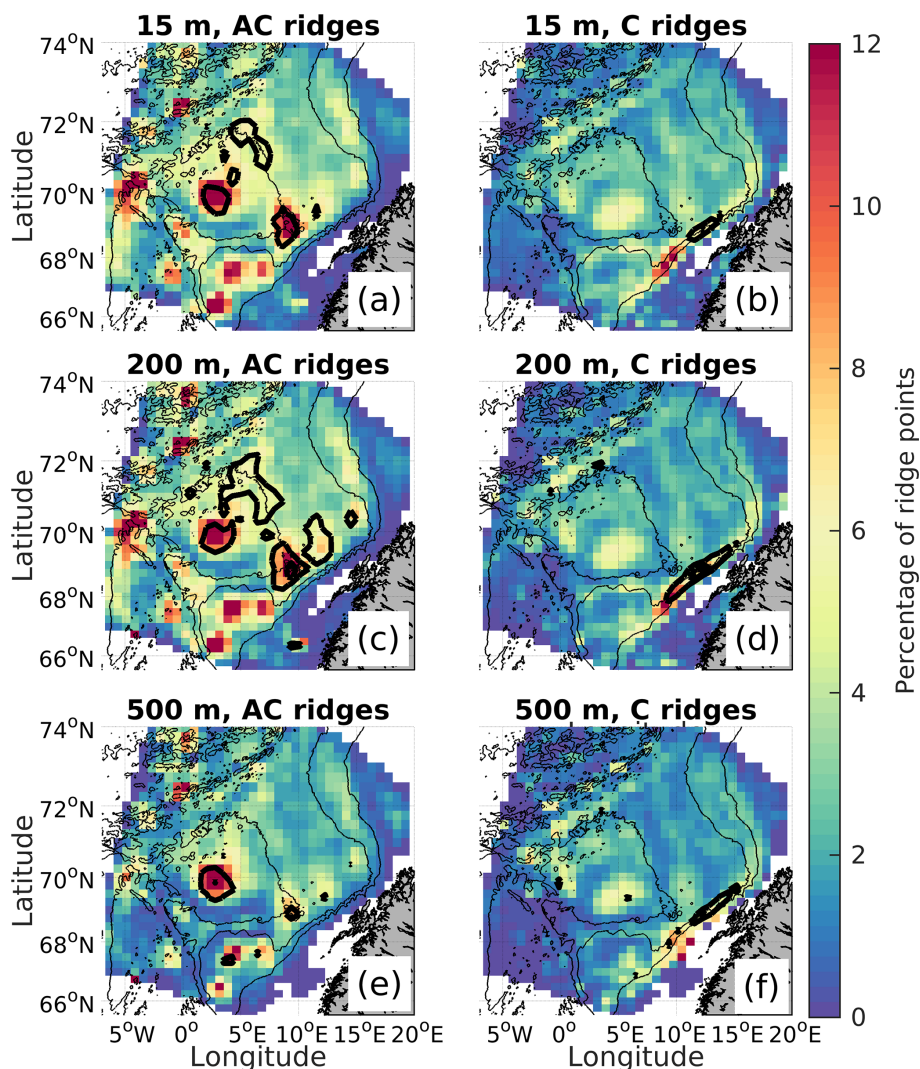 15 m, AC ridges
15 m, C ridges
74°N
72°N
70°N
68°N
66°N
Latitude
(a)
(b)
200 m, AC ridges
200 m, C ridges
74°N
72°N
70°N
68°N
66°N
Latitude
(c)
(d)
500 m, AC ridges
500 m, C ridges
74°N
72°N
70°N
68°N
66°N
Latitude
(e)
(f)
5°W 0° 5°E 10°E 15°E 20°E
5°W 0° 5°E 10°E 15°E 20°E
Longitude
Longitude
12
10
8
6
4
2
0
Percentage of ridge points